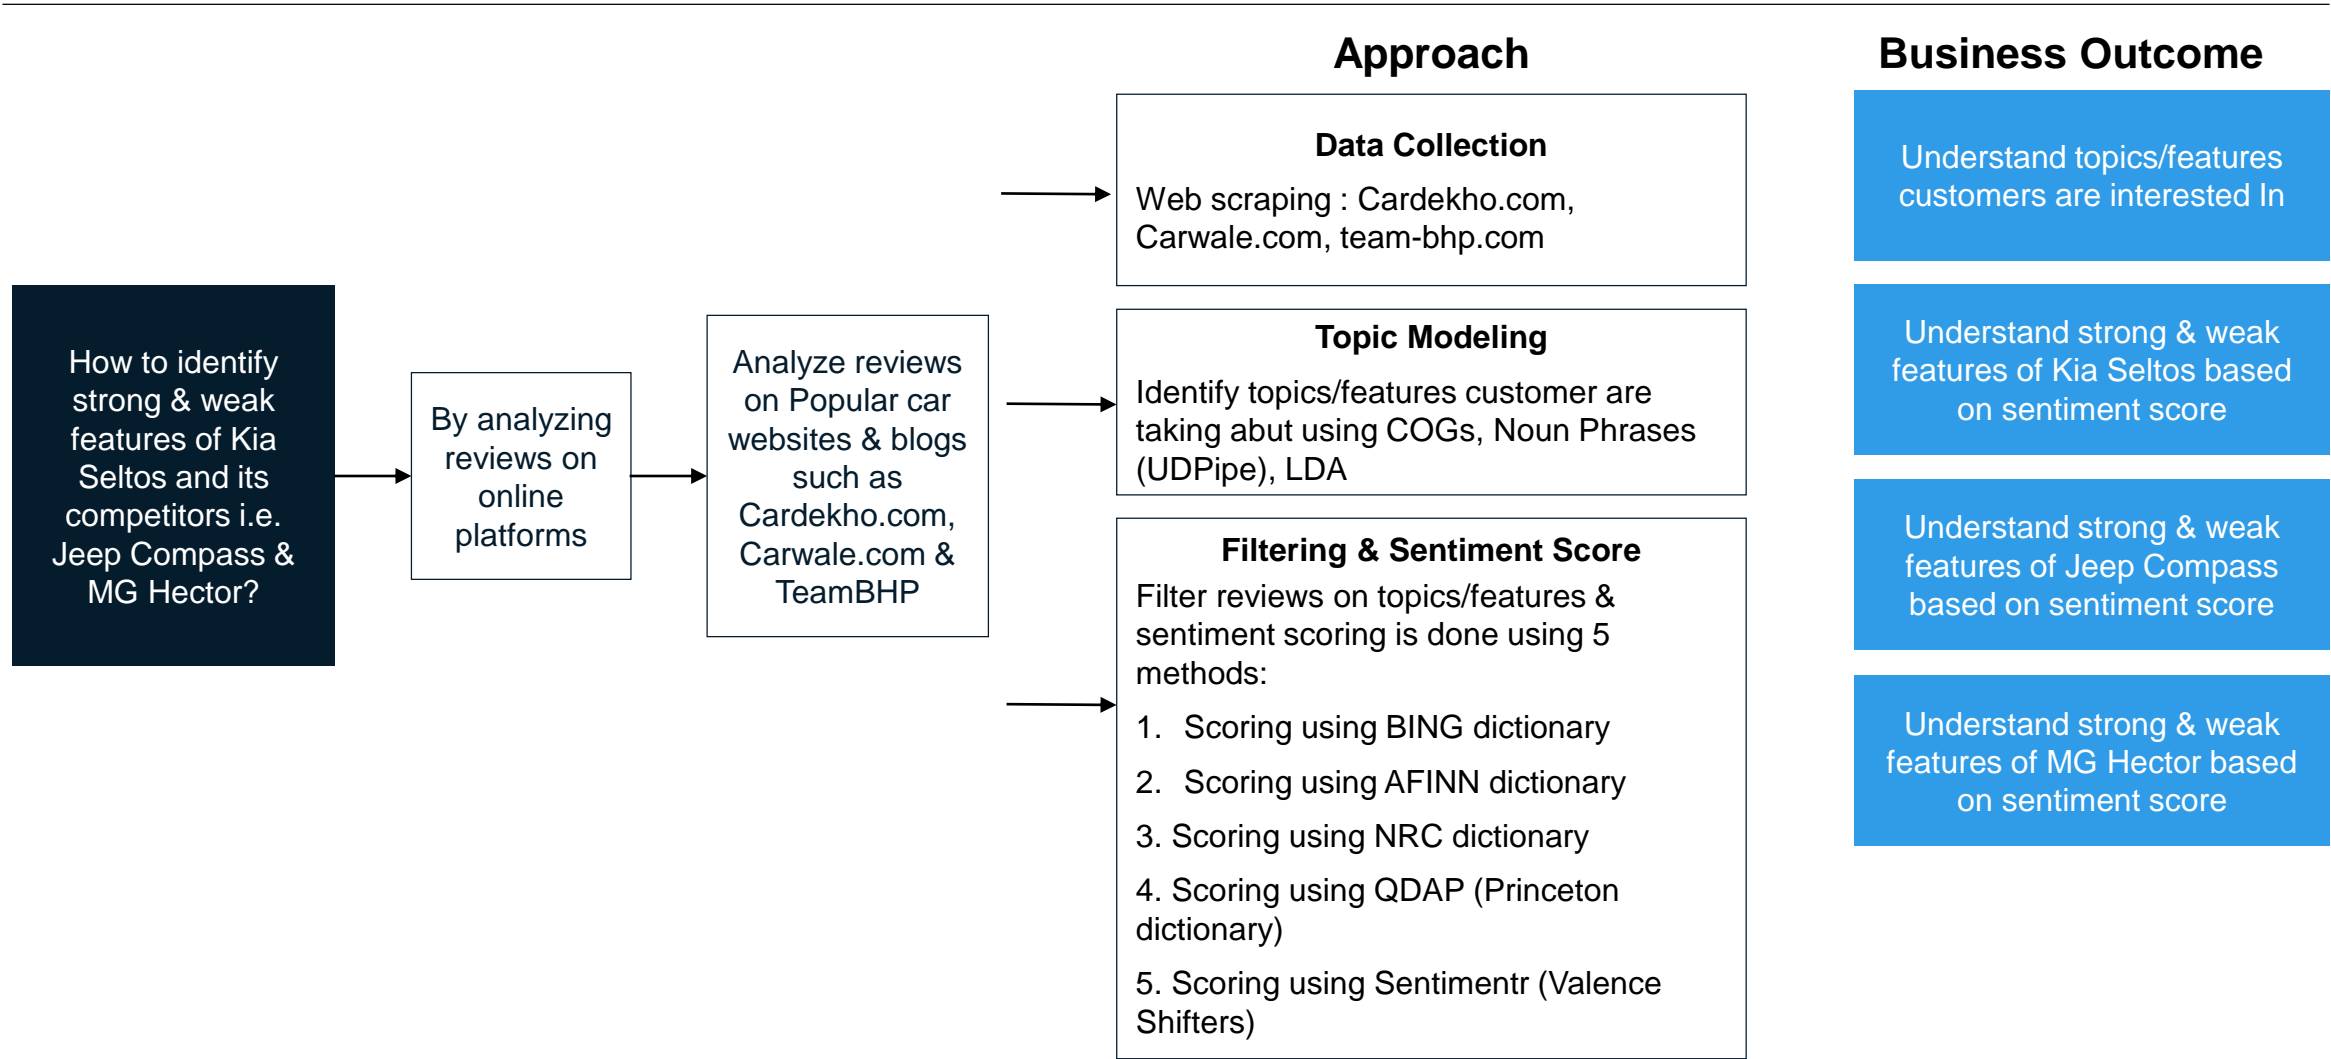 Approach
Business Outcome
How to identify
strong & weak
features of Kia
Seltos and its
competitors i.e.
Jeep Compass &
MG Hector?
By analyzing
reviews on
online
platforms
Analyze reviews
on Popular car
websites & blogs
such as
Cardekho.com,
Carwale.com &
TeamBHP
Data Collection
Web scraping : Cardekho.com,
Carwale.com, team-bhp.com
Topic Modeling
Identify topics/features customer are
taking abut using COGs, Noun Phrases
(UDPipe), LDA
Filtering & Sentiment Score
Filter reviews on topics/features &
sentiment scoring is done using 5
methods:
1. Scoring using BING dictionary
2. Scoring using AFINN dictionary
3. Scoring using NRC dictionary
4. Scoring using QDAP (Princeton
dictionary)
5. Scoring using Sentimentr (Valence
Shifters)
Understand topics/features
customers are interested In
Understand strong & weak
features of Kia Seltos based
on sentiment score
Understand strong & weak
features of Jeep Compass
based on sentiment score
Understand strong & weak
features of MG Hector based
on sentiment score